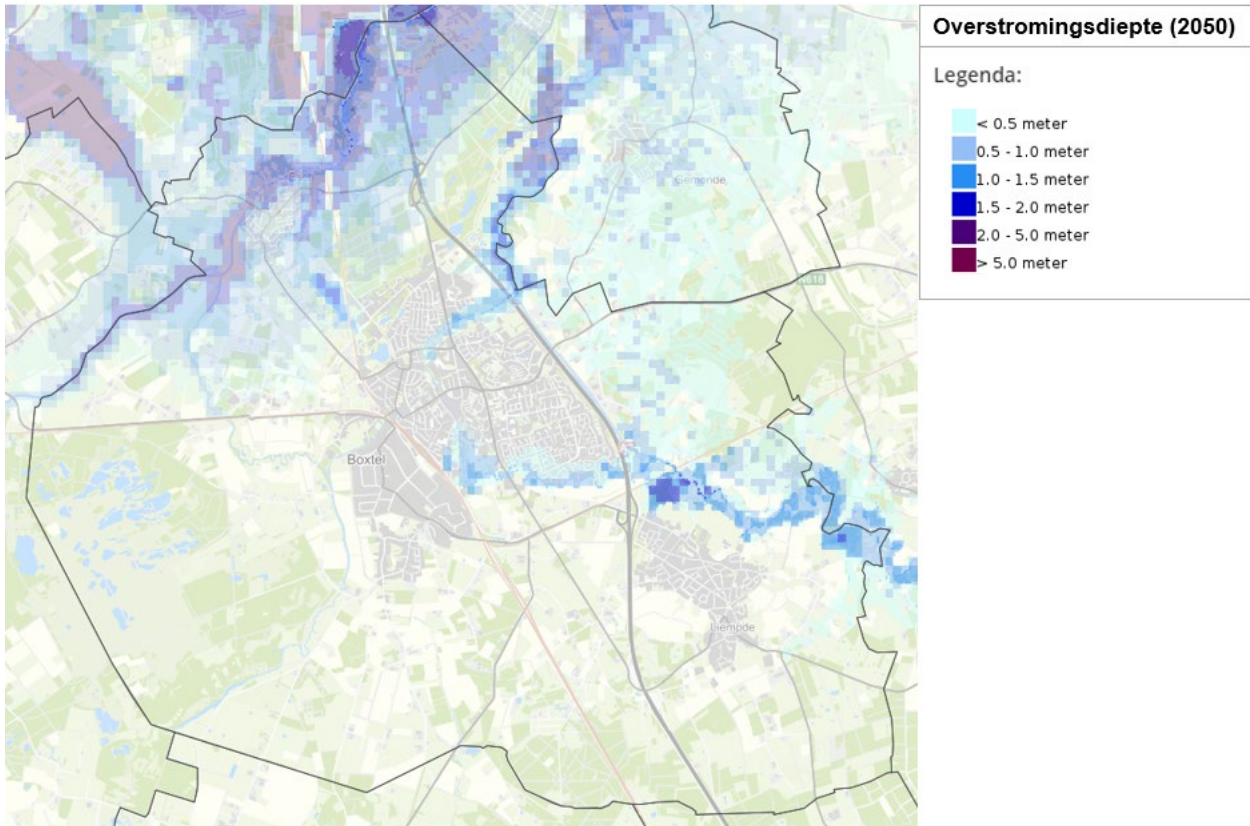 Overstromingsdiepte (2050)
Legenda:
< 0.5 meter
0.5 - 1.0 meter
1.0 - 1.5 meter
1.5 - 2.0 meter
2.0 - 5.0 meter
> 5.0 meter
Gemonde
N618
Boxtel
Liempde